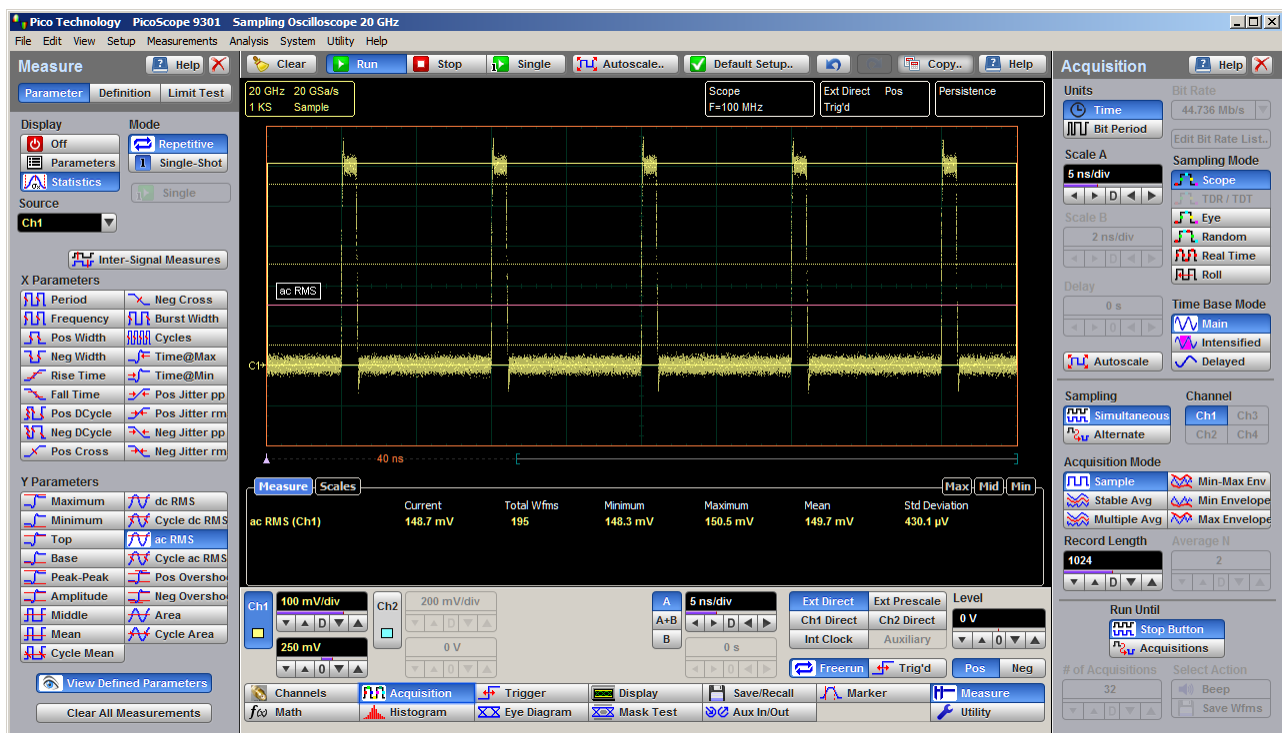 Pico Technology PicoScope 9301 Sampling Oscilloscope 20 GHz
File Edit View Setup Measurements Analysis System Utility Help
Measure Help
Parameter Definition Limit Test
Display Mode
Off Repetitive
Parameters 1 Single-Shot
Statistics
Single
Source
Ch1
Inter-Signal Measures
X Parameters
Period Neg Cross
Frequency Burst Width
Pos Width Cycles
Neg Width Time@Max
Rise Time Time@Min
Fall Time Pos Jitter pp
Pos DCycle Pos Jitter rm
Neg DCycle Neg Jitter pp
Pos Cross Neg Jitter rm
Y Parameters
Maximum dc RMS
Minimum Cycle dc RMS
Top ac RMS
Base Cycle ac RMS
Peak-Peak Pos Oversho
Amplitude Neg Oversho
Middle Area
Mean Cycle Area
Cycle Mean
View Defined Parameters
Clear All Measurements
Clear Run Stop Single Autoscale.. Default Setup.. Copy.. Help
20 GHz 20 GSa/s
1 KS Sample
Scope
F=100 MHz
Ext Direct Pos
Trig'd
Persistence
ac RMS
C1
40 ns
Measure Scales Max Mid Min
Current Total Wfms Minimum Maximum Mean Std Deviation
ac RMS (Ch1) 148.7 mV 195 148.3 mV 150.5 mV 149.7 mV 430.1 µV
Ch1 100 mV/div Ch2 200 mV/div
D D
250 mV 0 V
0 0
A 5 ns/div
A+B D
B 0 s
0
Ext Direct Ext Prescale Level
Ch1 Direct Ch2 Direct 0 V
Int Clock Auxiliary 0
Freerun Trig'd Pos Neg
Channels Acquisition Trigger Display Save/Recall Marker Measure
f(x) Math Histogram Eye Diagram Mask Test Aux In/Out Utility
Acquisition Help
Units Bit Rate
Time 44.736 Mb/s
Bit Period Edit Bit Rate List..
Scale A Sampling Mode
5 ns/div Scope
D TDR / TDT
Scale B Eye
2 ns/div Random
D Real Time
Roll
Delay
0 s Time Base Mode
0 Main
Intensified
Autoscale Delayed
Sampling Channel
Simultaneous Ch1 Ch3
Alternate Ch2 Ch4
Acquisition Mode
Sample Min-Max Env
Stable Avg Min Envelope
Multiple Avg Max Envelope
Record Length Average N
1024 2
D D
Run Until
Stop Button
Acquisitions
# of Acquisitions Select Action
32 Beep
D Save Wfms